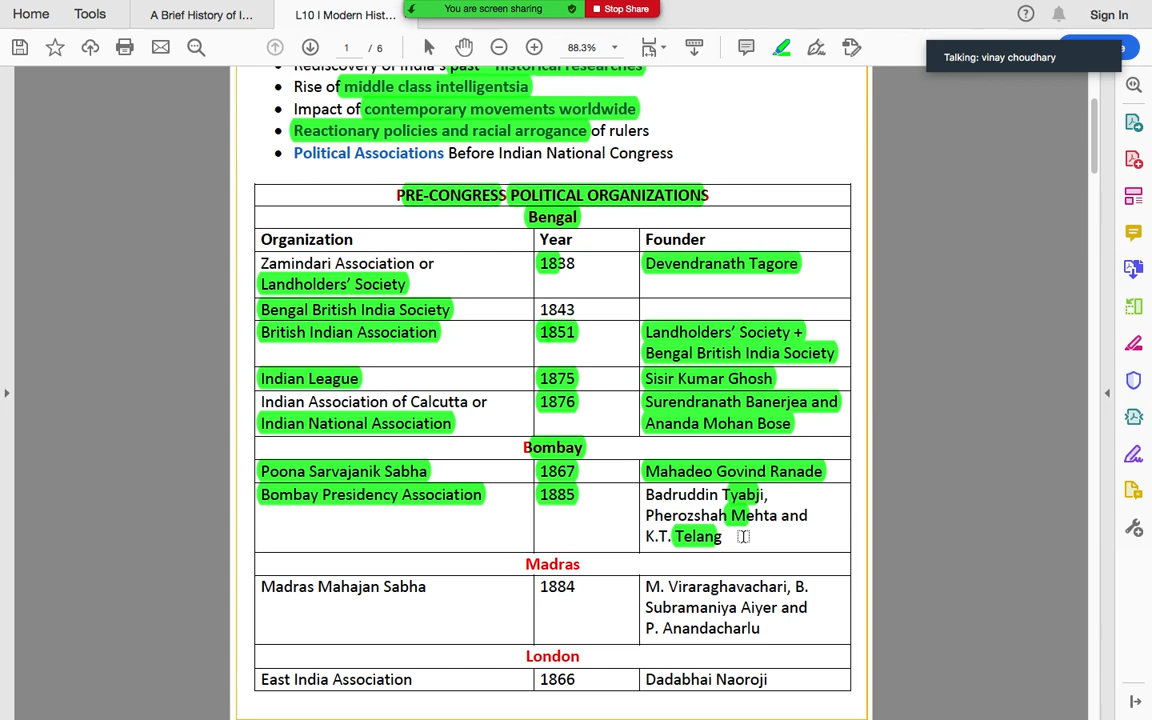 Home Tools A Brief History of I... L10 I Modern Hist... You are screen sharing Stop Share Sign In
1 / 6 88.3%
Talking: vinay choudhary
Rediscovery of India's past – historical researches
• Rise of middle class intelligentsia
• Impact of contemporary movements worldwide
• Reactionary policies and racial arrogance of rulers
• Political Associations Before Indian National Congress
PRE-CONGRESS POLITICAL ORGANIZATIONS
Bengal
Organization Year Founder
Zamindari Association or 1838 Devendranath Tagore
Landholders' Society
Bengal British India Society 1843
British Indian Association 1851 Landholders' Society +
Bengal British India Society
Indian League 1875 Sisir Kumar Ghosh
Indian Association of Calcutta or 1876 Surendranath Banerjea and
Indian National Association Ananda Mohan Bose
Bombay
Poona Sarvajanik Sabha 1867 Mahadeo Govind Ranade
Bombay Presidency Association 1885 Badruddin Tyabji,
Pherozshah Mehta and
K.T. Telang
Madras
Madras Mahajan Sabha 1884 M. Viraraghavachari, B.
Subramaniya Aiyer and
P. Anandacharlu
London
East India Association 1866 Dadabhai Naoroji